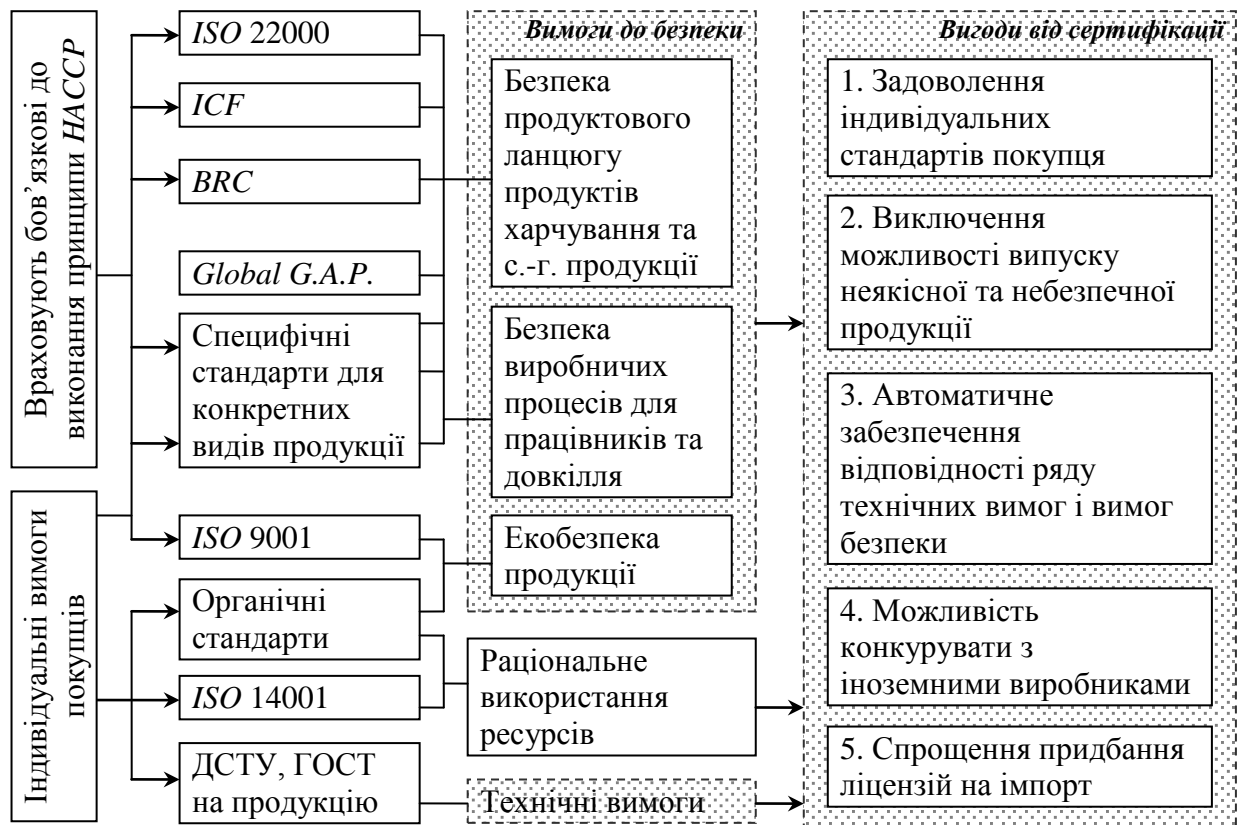 Враховують бов’язкові до
виконання принципи HACCP
Індивідуальні вимоги
покупців
ISO 22000
ICF
BRC
Global G.A.P.
Специфічні
стандарти для
конкретних
видів продукції
ISO 9001
Органічні
стандарти
ISO 14001
ДСТУ, ГОСТ
на продукцію
Вимоги до безпеки
Безпека
продуктового
ланцюгу
продуктів
харчування та
с.-г. продукції
Безпека
виробничих
процесів для
працівників та
довкілля
Екобезпека
продукції
Раціональне
використання
ресурсів
Технічні вимоги
Вигоди від сертифікації
1. Задоволення
індивідуальних
стандартів покупця
2. Виключення
можливості випуску
неякісної та небезпечної
продукції
3. Автоматичне
забезпечення
відповідності ряду
технічних вимог і вимог
безпеки
4. Можливість
конкурувати з
іноземними виробниками
5. Спрощення придбання
ліцензій на імпорт